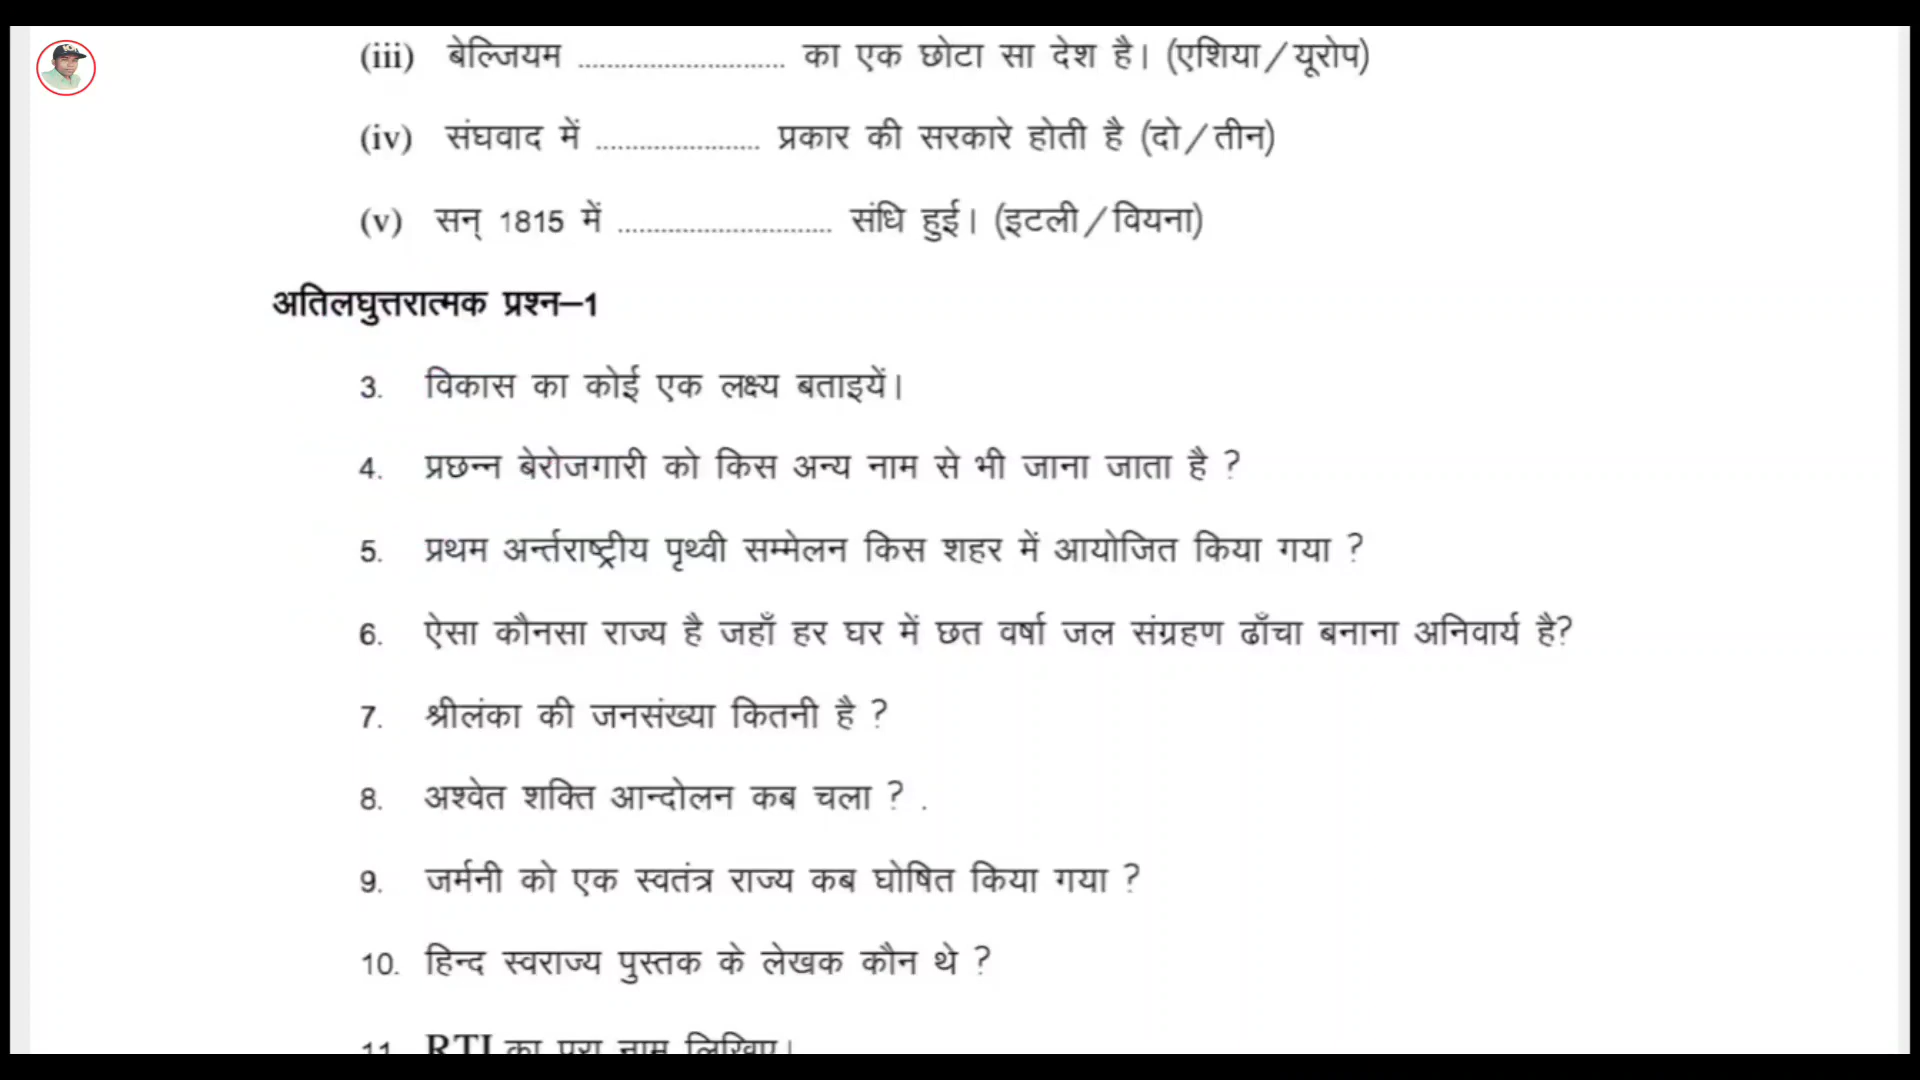 (iii) बेल्जियम ............................ का एक छोटा सा देश है। (एशिया/यूरोप)
(iv) संघवाद में ...................... प्रकार की सरकारे होती है (दो/तीन)
(v) सन् 1815 में ............................. संधि हुई। (इटली/वियना)
अतिलघुत्तरात्मक प्रश्न–1
3. विकास का कोई एक लक्ष्य बताइयें।
4. प्रछन्न बेरोजगारी को किस अन्य नाम से भी जाना जाता है ?
5. प्रथम अर्न्तराष्ट्रीय पृथ्वी सम्मेलन किस शहर में आयोजित किया गया ?
6. ऐसा कौनसा राज्य है जहाँ हर घर में छत वर्षा जल संग्रहण ढाँचा बनाना अनिवार्य है?
7. श्रीलंका की जनसंख्या कितनी है ?
8. अश्वेत शक्ति आन्दोलन कब चला ? .
9. जर्मनी को एक स्वतंत्र राज्य कब घोषित किया गया ?
10. हिन्द स्वराज्य पुस्तक के लेखक कौन थे ?
11 RTI का पूरा नाम लिखिए।